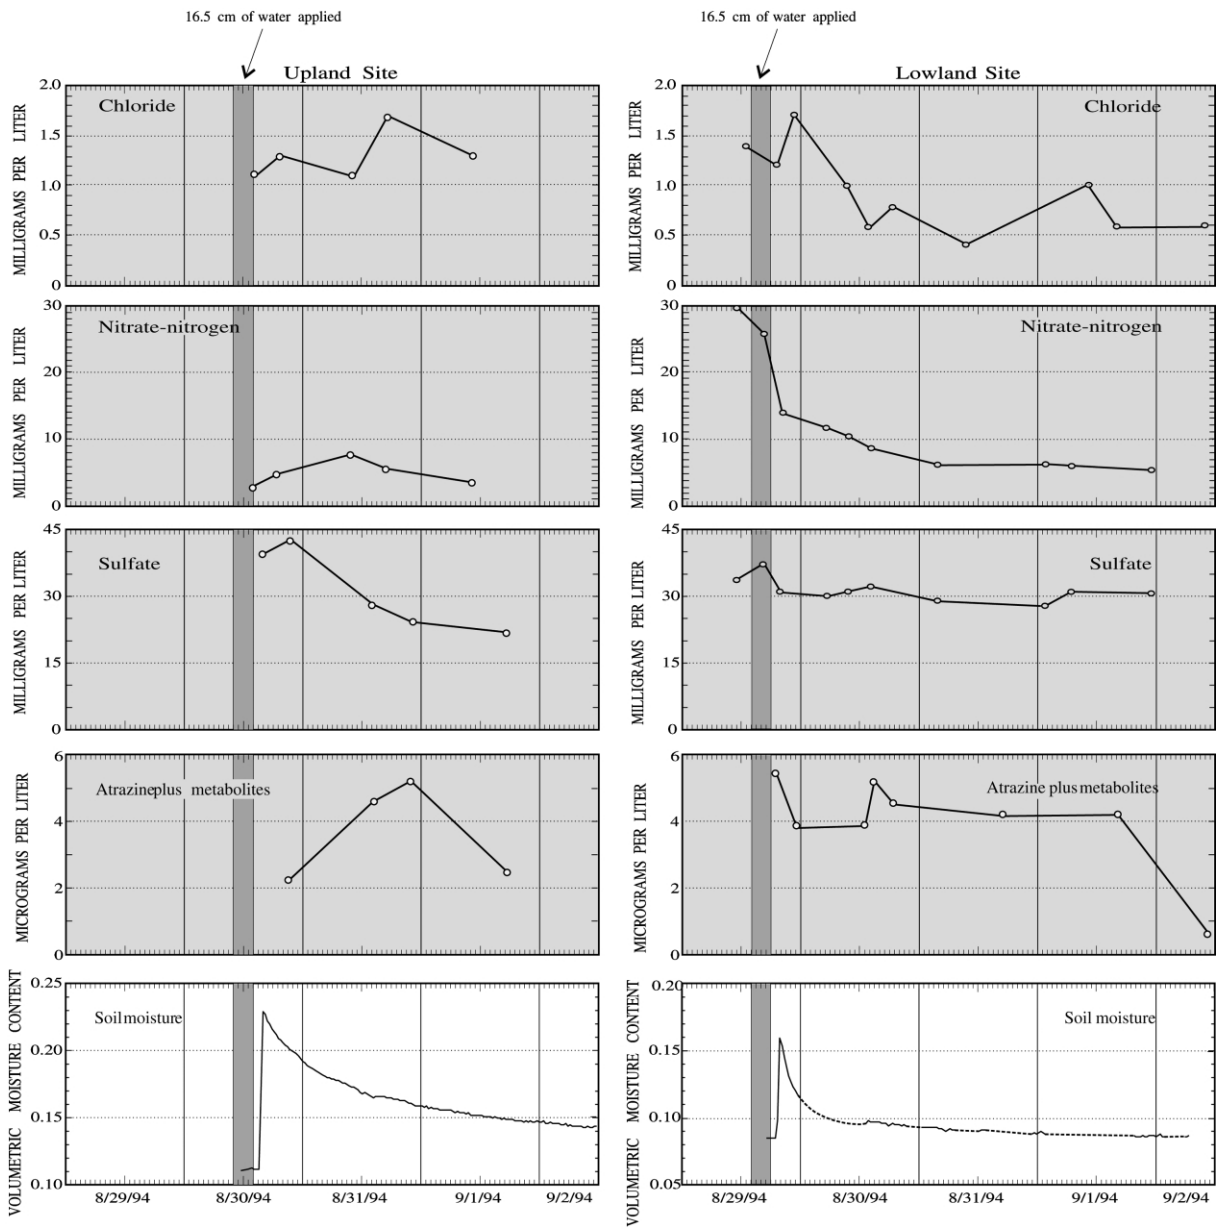 16.5 cm of water applied
16.5 cm of water applied
Upland Site
Lowland Site
MILLIGRAMS PER LITER
2.0
1.5
1.0
0.5
0
Chloride
MILLIGRAMS PER LITER
2.0
1.5
1.0
0.5
0
Chloride
MILLIGRAMS PER LITER
30
20
10
0
Nitrate-nitrogen
MILLIGRAMS PER LITER
30
20
10
0
Nitrate-nitrogen
MILLIGRAMS PER LITER
45
30
15
0
Sulfate
MILLIGRAMS PER LITER
45
30
15
0
Sulfate
MICROGRAMS PER LITER
6
4
2
0
Atrazineplus metabolites
MICROGRAMS PER LITER
6
4
2
0
Atrazine plus metabolites
VOLUMETRIC MOISTURE CONTENT
0.25
0.20
0.15
0.10
Soil moisture
8/29/94 8/30/94 8/31/94 9/1/94 9/2/94
VOLUMETRIC MOISTURE CONTENT
0.20
0.15
0.10
0.05
Soil moisture
8/29/94 8/30/94 8/31/94 9/1/94 9/2/94